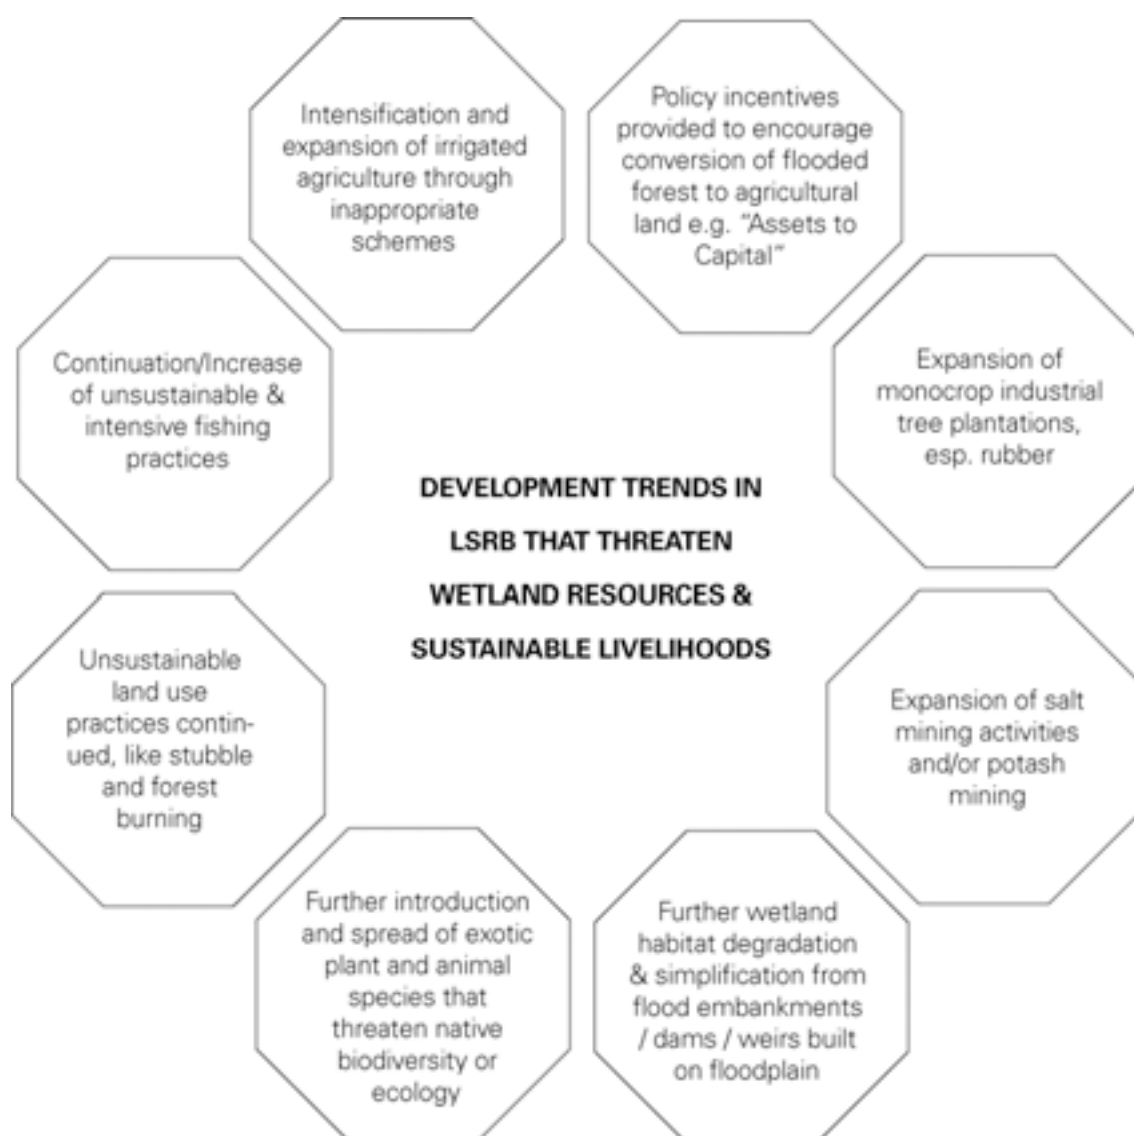 Intensification and
expansion of irrigated
agriculture through
inappropriate
schemes
Policy incentives
provided to encourage
conversion of flooded
forest to agricultural
land e.g. “Assets to
Capital”
Expansion of
monocrop industrial
tree plantations,
esp. rubber
Expansion of salt
mining activities
and/or potash
mining
Further wetland
habitat degradation
& simplification from
flood embankments
/ dams / weirs built
on floodplain
Further introduction
and spread of exotic
plant and animal
species that
threaten native
biodiversity or
ecology
Unsustainable
land use
practices contin-
ued, like stubble
and forest
burning
Continuation/Increase
of unsustainable &
intensive fishing
practices
DEVELOPMENT TRENDS IN
LSRB THAT THREATEN
WETLAND RESOURCES &
SUSTAINABLE LIVELIHOODS